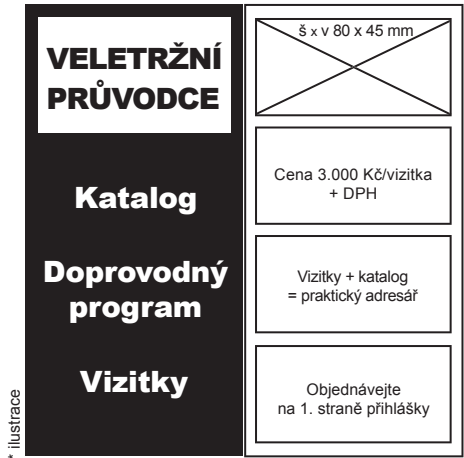 VELETRŽNÍ
PRŮVODCE
Katalog
Doprovodný
program
Vizitky
š x v 80 x 45 mm
Cena 3.000 Kč/vizitka
+ DPH
Vizitky + katalog
= praktický adresář
Objednávejte
na 1. straně přihlášky
* ilustrace